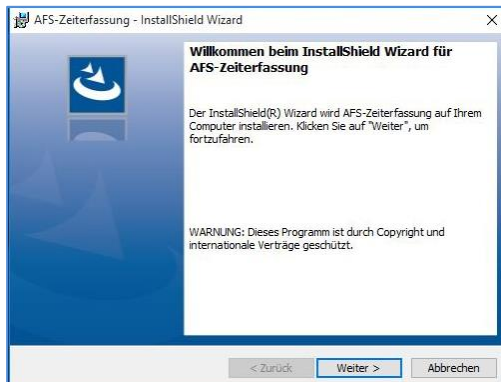 AFS-Zeiterfassung - InstallShield Wizard
Willkommen beim InstallShield Wizard für
AFS-Zeiterfassung
Der InstallShield(R) Wizard wird AFS-Zeiterfassung auf Ihrem
Computer installieren. Klicken Sie auf "Weiter", um
fortzufahren.
WARNUNG: Dieses Programm ist durch Copyright und
internationale Verträge geschützt.
< Zurück
Weiter >
Abbrechen